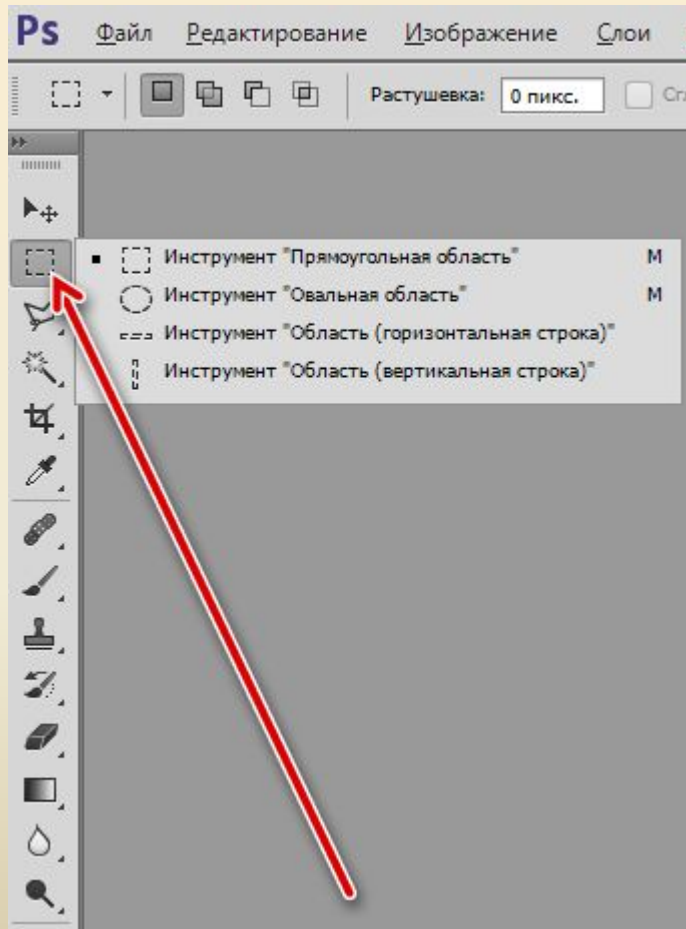 Ps Файл Редактирование Изображение Слои
Растушевка: 0 пикс.
Инструмент "Прямоугольная область" M
Инструмент "Овальная область" M
Инструмент "Область (горизонтальная строка)"
Инструмент "Область (вертикальная строка)"